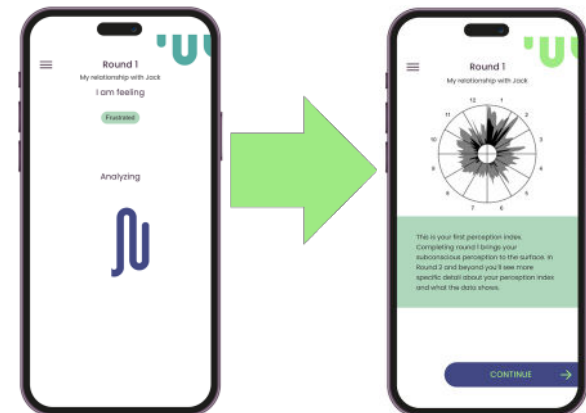 Round 1
My relationship with Jack
I am feeling
Frustrated
Analyzing
Round 1
My relationship with Jack
12
1
11
2
10
3
9
4
8
5
7
6
This is your first perception index.
Completing round 1 brings your
subconscious perception to the surface. In
Round 2 and beyond you'll see more
specific detail about your perception index
and what the data shows.
CONTINUE